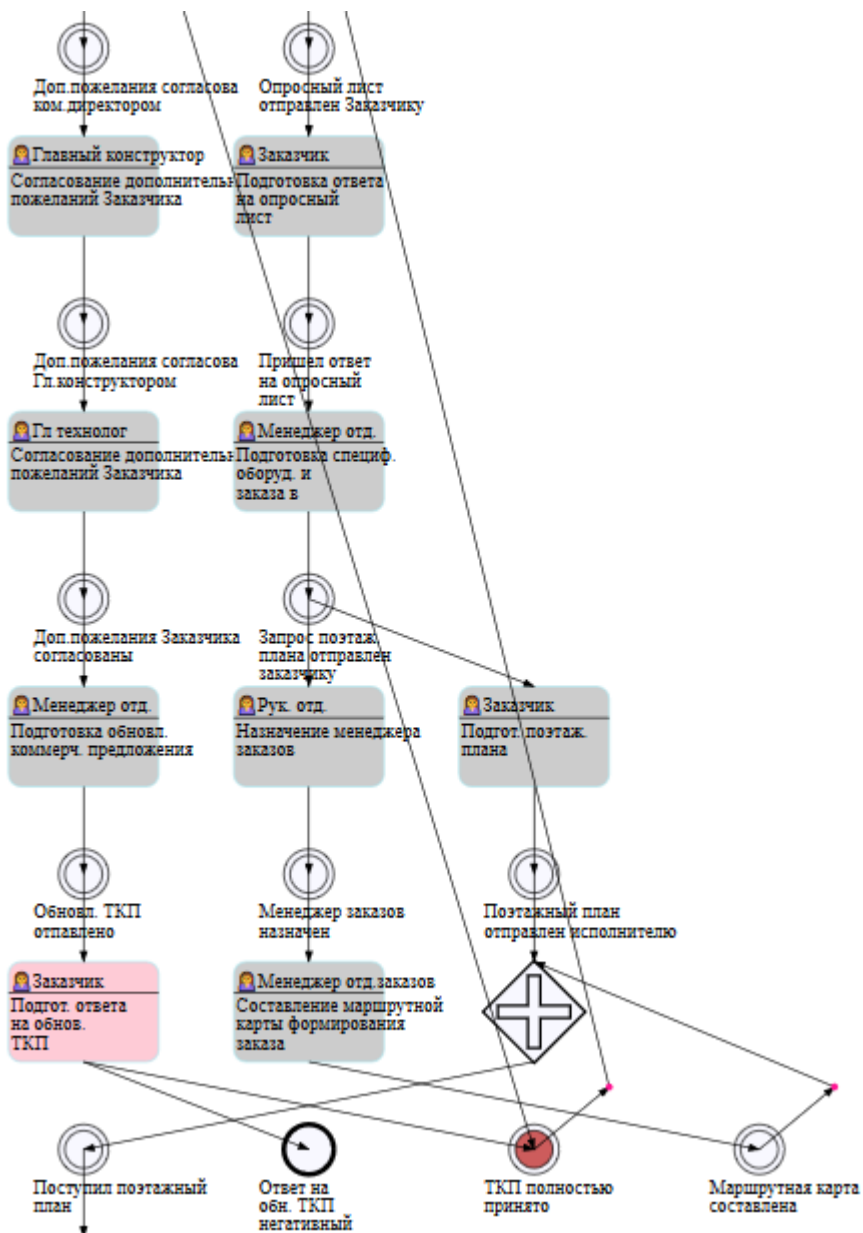 Доп.пожелания согласова
ком.директором
Опросный лист
отправлен Заказчику
Главный конструктор
Согласование дополнительн
пожеланий Заказчика
Заказчик
Подготовка ответа
на опросный
лист
Доп.пожелания согласова
Гл.конструктором
Пришел ответ
на опросный
лист
Гл технолог
Согласование дополнительн
пожеланий Заказчика
Менеджер отд.
Подготовка специф.
оборуд. и
заказа в
Доп.пожелания Заказчика
согласованы
Запрос поэтаж.
плана отправлен
заказчику
Менеджер отд.
Подготовка обновл.
коммерч. предложения
Рук. отд.
Назначение менеджера
заказов
Заказчик
Подгот. поэтаж.
плана
Обновл. ТКП
отпавлено
Менеджер заказов
назначен
Поэтажный план
отправлен исполнителю
Заказчик
Подгот. ответа
на обнов.
ТКП
Менеджер отд.заказов
Составление маршрутной
карты формирования
заказа
Поступил поэтажный
план
Ответ на
обн. ТКП
негативный
ТКП полностью
принято
Маршрутная карта
составлена